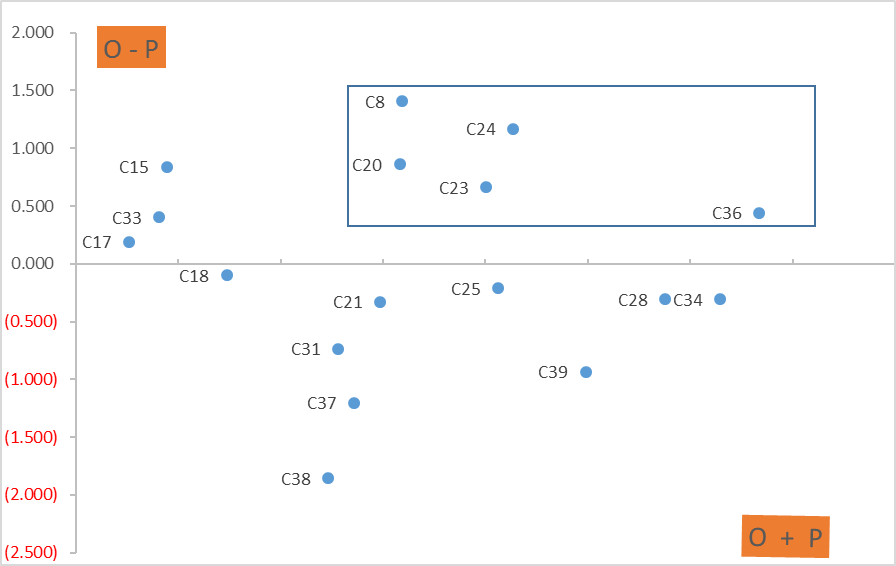 2.000
O - P
1.500
C8
C24
1.000
C15
C20
C23
0.500
C33
C36
C17
0.000
C18
C25
C21
C28
C34
(0.500)
C31
C39
(1.000)
C37
(1.500)
C38
(2.000)
O + P
(2.500)